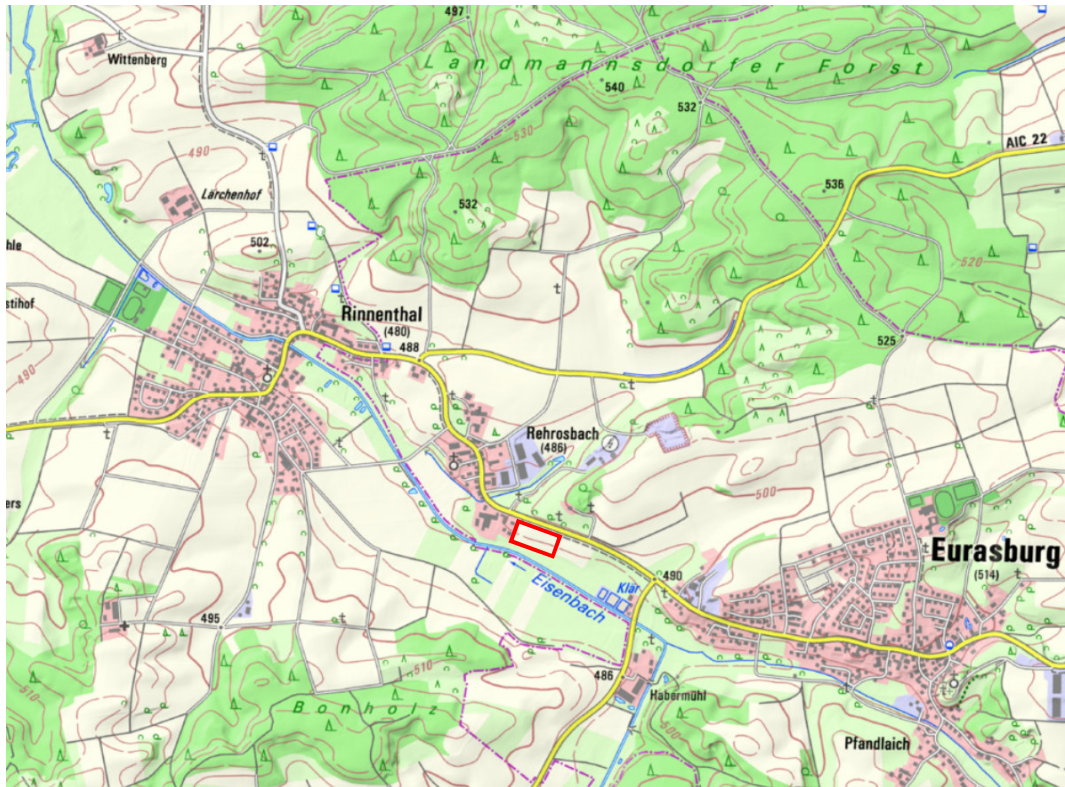 497
Wittenberg
Landmannsdorfer Forst
540
532
530
AIC 22
490
536
Lärchenhof
532
502
520
hle
stihof
Rinnenthal
(480)
488
525
490
Rehrosbach
(486)
500
ers
Eurasburg
(514)
490
Klär
Eisenbach
495
510
510
486
Habermühl
Bonholz
500
510
Pfandlaich